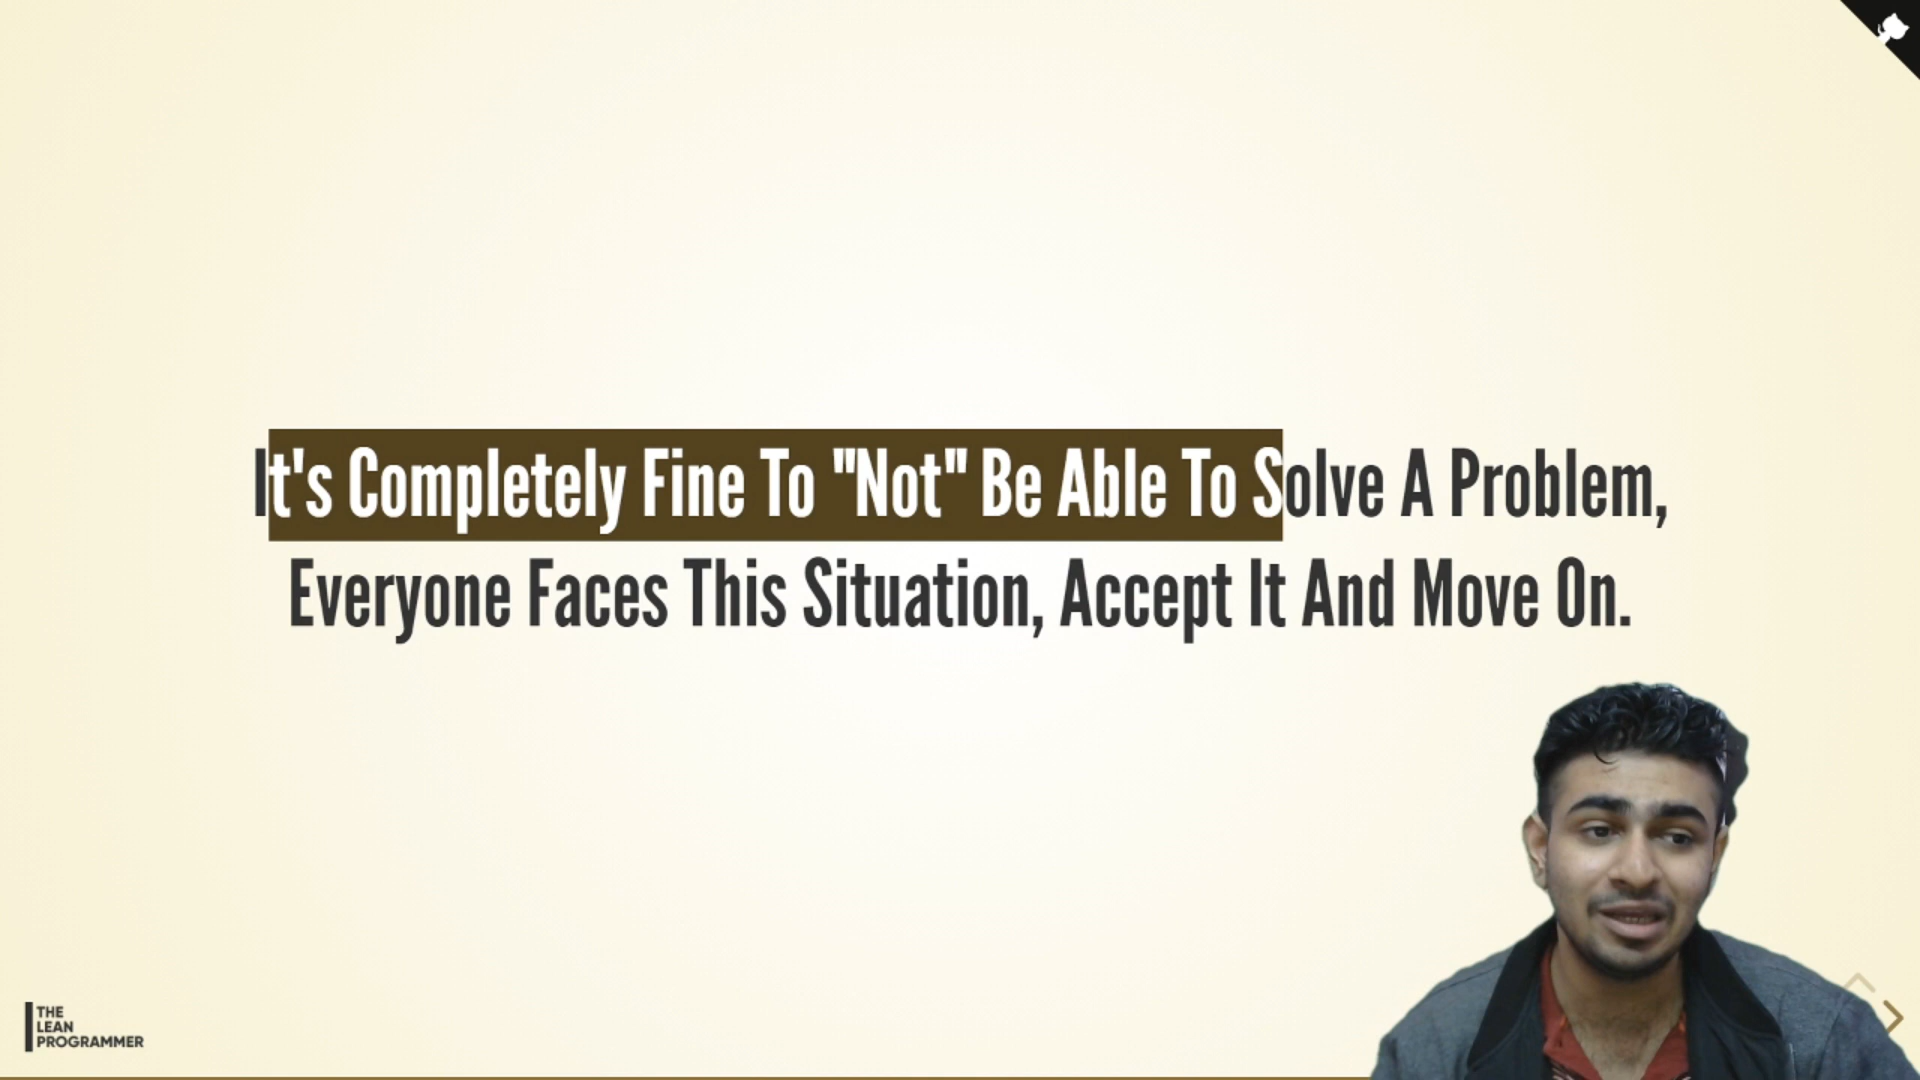 It's Completely Fine To "Not" Be Able To Solve A Problem,
Everyone Faces This Situation, Accept It And Move On.
THE
LEAN
PROGRAMMER